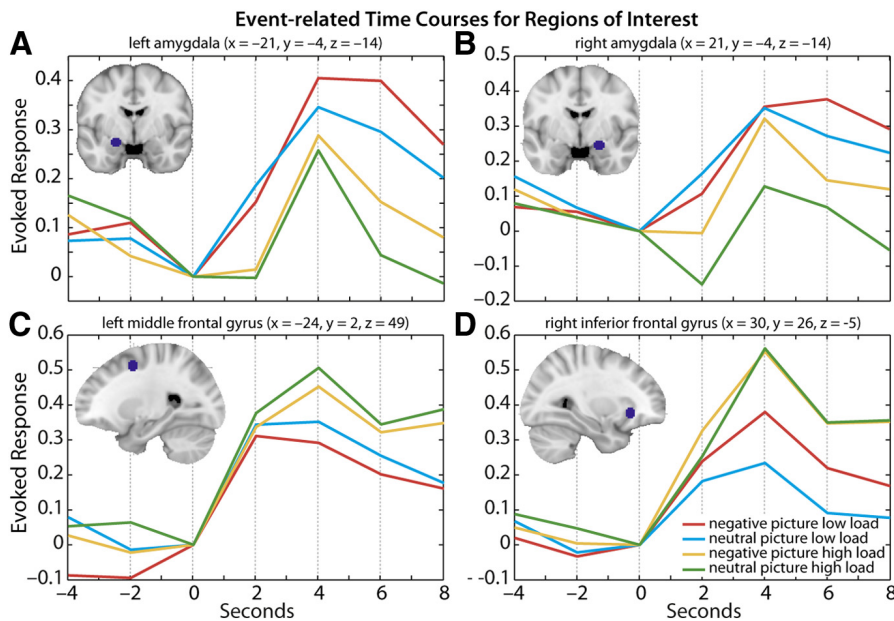 Event-related Time Courses for Regions of Interest
A
left amygdala (x = –21, y = –4, z = –14)
0.4
0.3
0.2
0.1
0
Evoked Response
B
right amygdala (x = 21, y = –4, z = –14)
0.5
0.4
0.3
0.2
0.1
0
−0.1
−0.2
C
left middle frontal gyrus (x = –24, y = 2, z = 49)
0.6
0.5
0.4
0.3
0.2
0.1
0
−0.1
Evoked Response
−4 −2 0 2 4 6 8
Seconds
D
right inferior frontal gyrus (x = 30, y = 26, z = -5)
0.6
0.5
0.4
0.3
0.2
0.1
0
- 0.1
negative picture low load
neutral picture low load
negative picture high load
neutral picture high load
−4 −2 0 2 4 6 8
Seconds